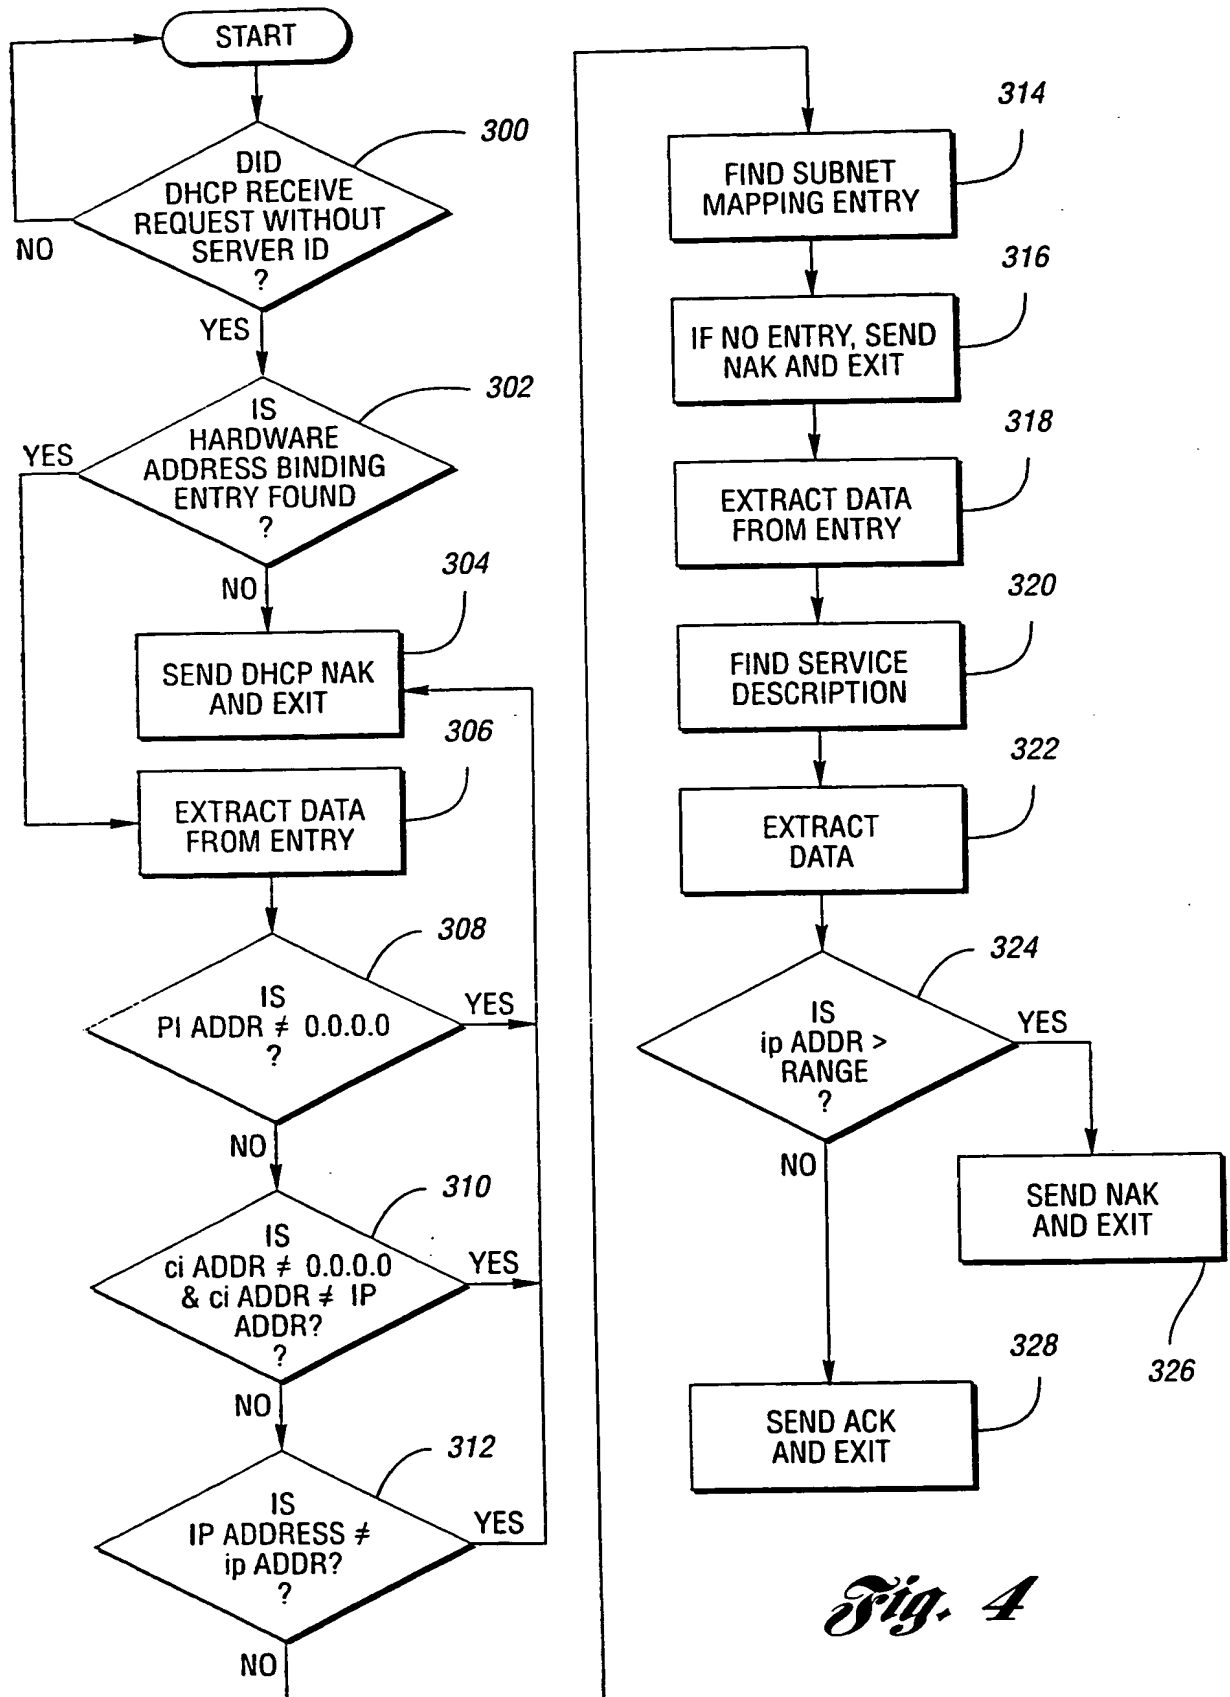 START
300
DID
DHCP RECEIVE
REQUEST WITHOUT
SERVER ID
?
NO
YES
302
IS
HARDWARE
ADDRESS BINDING
ENTRY FOUND
?
YES
NO
304
SEND DHCP NAK
AND EXIT
306
EXTRACT DATA
FROM ENTRY
308
IS
PI ADDR ≠ 0.0.0.0
?
YES
NO
310
IS
ci ADDR ≠ 0.0.0.0
& ci ADDR ≠ IP
ADDR?
?
YES
NO
312
IS
IP ADDRESS ≠
ip ADDR?
?
YES
NO
314
FIND SUBNET
MAPPING ENTRY
316
IF NO ENTRY, SEND
NAK AND EXIT
318
EXTRACT DATA
FROM ENTRY
320
FIND SERVICE
DESCRIPTION
322
EXTRACT
DATA
324
IS
ip ADDR >
RANGE
?
YES
NO
SEND NAK
AND EXIT
326
328
SEND ACK
AND EXIT
Fig. 4